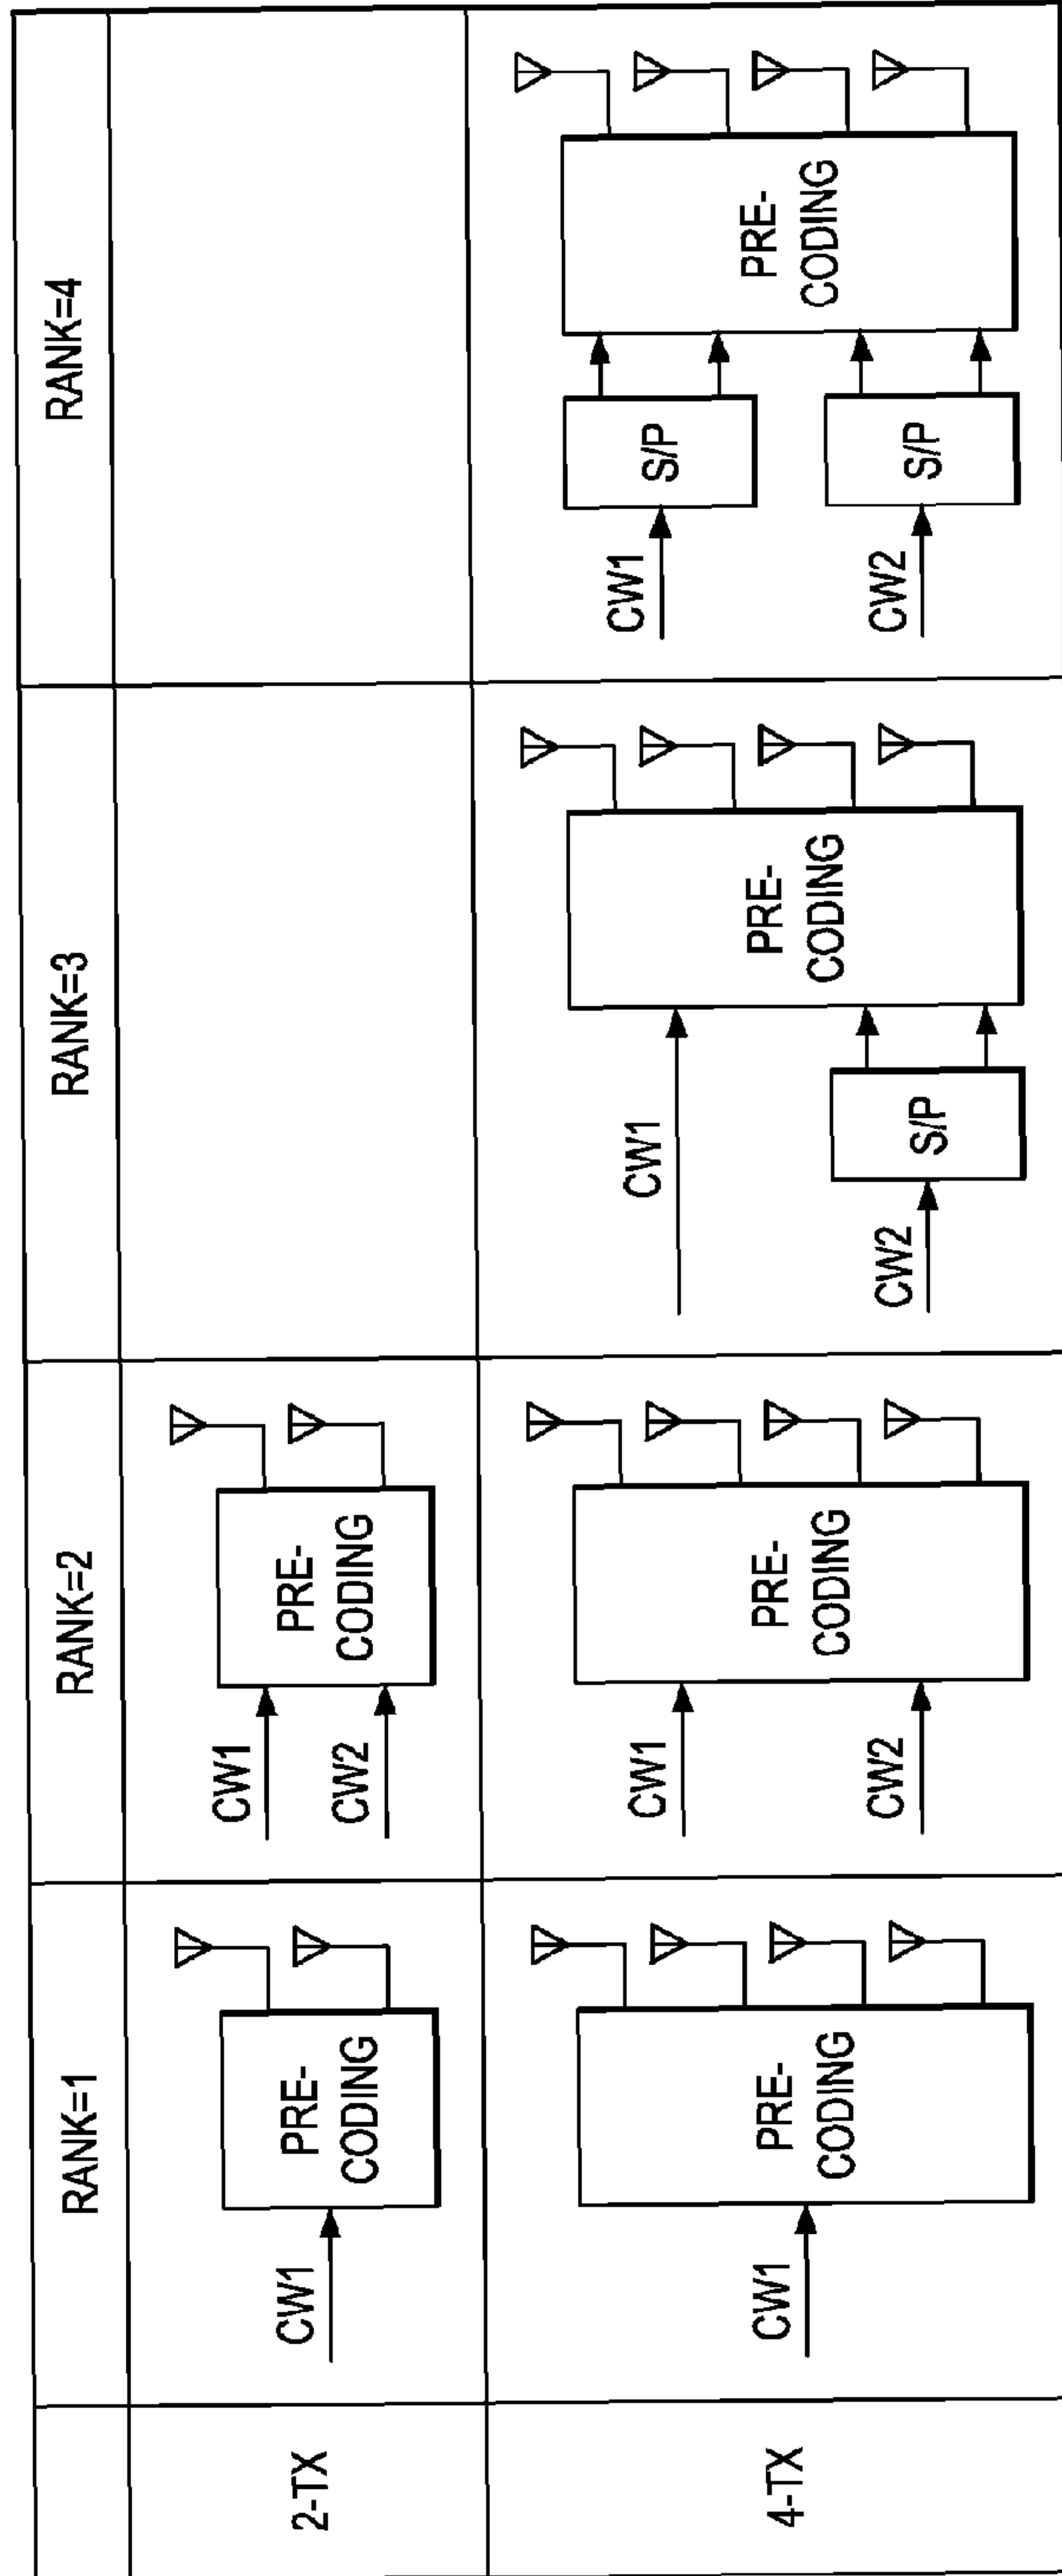 RANK=1
RANK=2
RANK=3
RANK=4
2-TX
CW1
PRE-
CODING
CW1
CW2
PRE-
CODING
4-TX
CW1
PRE-
CODING
CW1
CW2
PRE-
CODING
CW1
CW2
S/P
PRE-
CODING
CW1
S/P
CW2
S/P
PRE-
CODING